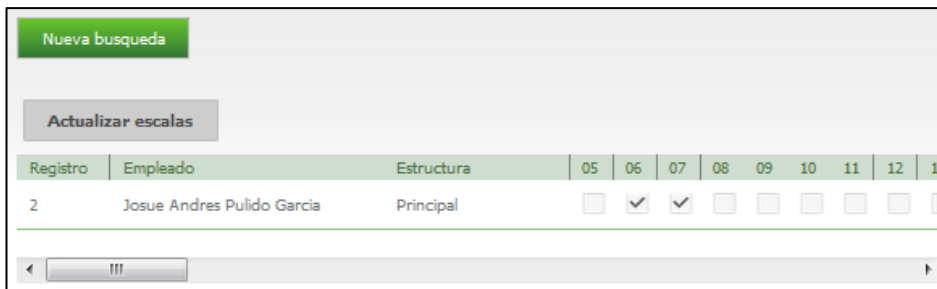 Nueva busqueda
Actualizar escalas
Registro Empleado Estructura 05 06 07 08 09 10 11 12 1
2 Josue Andres Pulido Garcia Principal